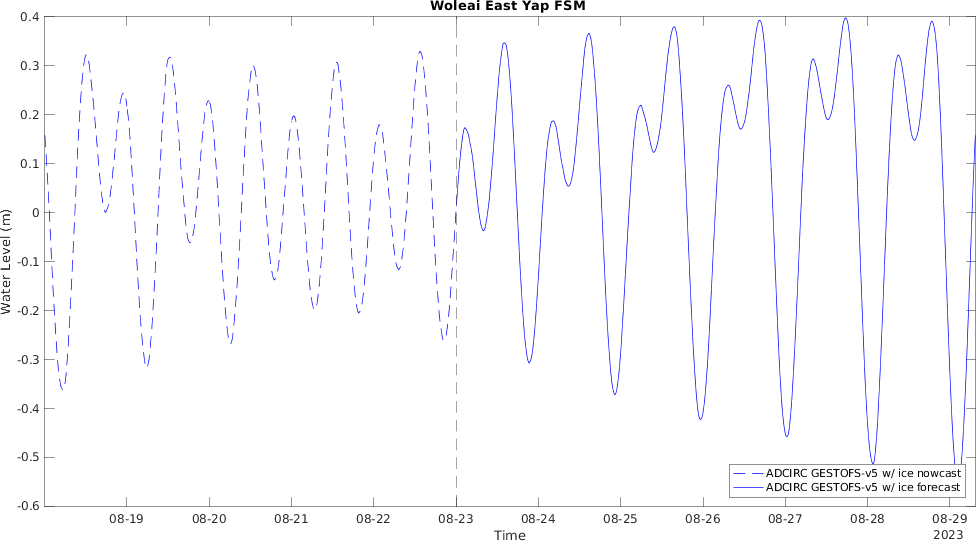 Woleai East Yap FSM
0.4
0.3
0.2
0.1
0
-0.1
-0.2
-0.3
-0.4
-0.5
-0.6
Water Level (m)
ADCIRC GESTOFS-v5 w/ ice nowcast
ADCIRC GESTOFS-v5 w/ ice forecast
08-19 08-20 08-21 08-22 08-23 08-24 08-25 08-26 08-27 08-28 08-29
Time
2023